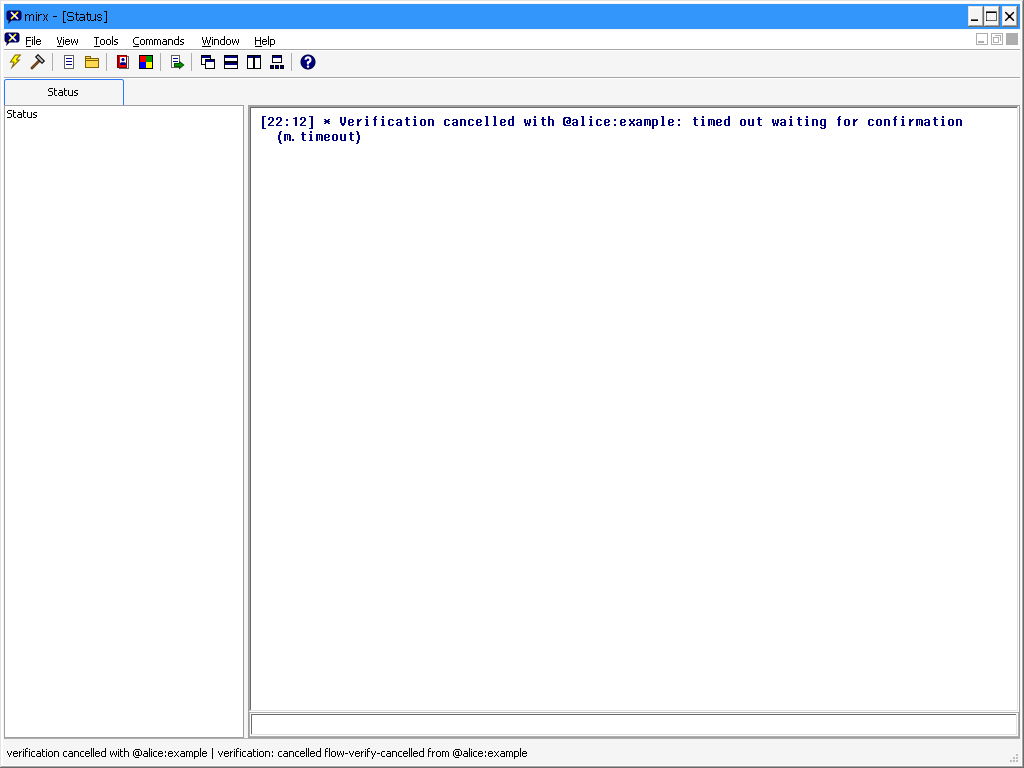 mirx - [Status]
File View Tools Commands Window Help
Status
Status
[22:12] * Verification cancelled with @alice:example: timed out waiting for confirmation
(m.timeout)
verification cancelled with @alice:example | verification: cancelled flow-verify-cancelled from @alice:example